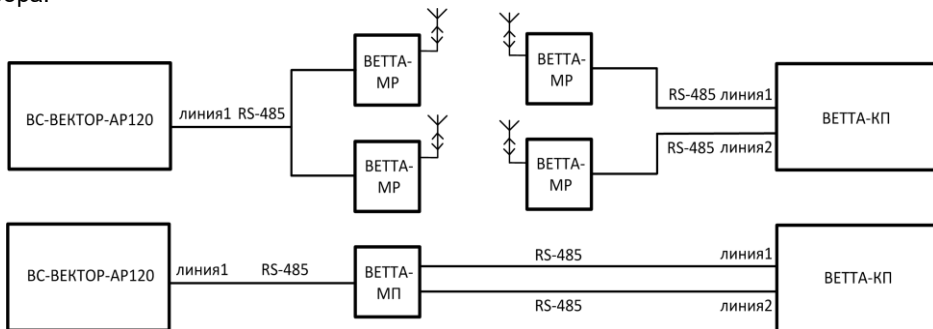 ВС-ВЕКТОР-АР120
линия1 RS-485
ВЕТТА-
МР
ВЕТТА-
МР
ВЕТТА-
МР
ВЕТТА-
МР
RS-485 линия1
RS-485 линия2
ВЕТТА-КП
ВС-ВЕКТОР-АР120
линия1 RS-485
ВЕТТА-
МП
RS-485 линия1
RS-485 линия2
ВЕТТА-КП